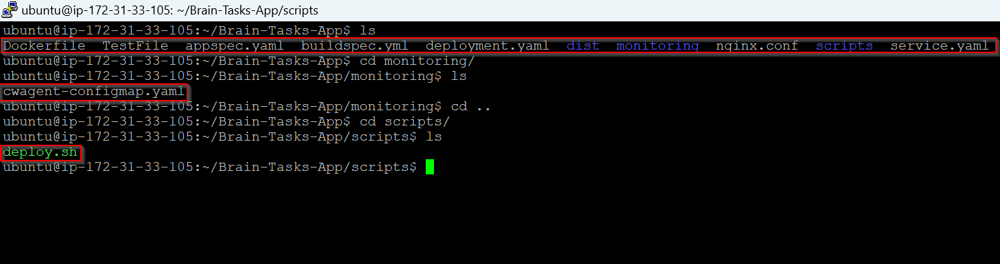 ubuntu@ip-172-31-33-105: ~/Brain-Tasks-App/scripts
ubuntu@ip-172-31-33-105:~/Brain-Tasks-App$ ls
Dockerfile  TestFile  appspec.yaml  buildspec.yml  deployment.yaml  dist  monitoring  nginx.conf  scripts  service.yaml
ubuntu@ip-172-31-33-105:~/Brain-Tasks-App$ cd monitoring/
ubuntu@ip-172-31-33-105:~/Brain-Tasks-App/monitoring$ ls
cwagent-configmap.yaml
ubuntu@ip-172-31-33-105:~/Brain-Tasks-App/monitoring$ cd ..
ubuntu@ip-172-31-33-105:~/Brain-Tasks-App$ cd scripts/
ubuntu@ip-172-31-33-105:~/Brain-Tasks-App/scripts$ ls
deploy.sh
ubuntu@ip-172-31-33-105:~/Brain-Tasks-App/scripts$